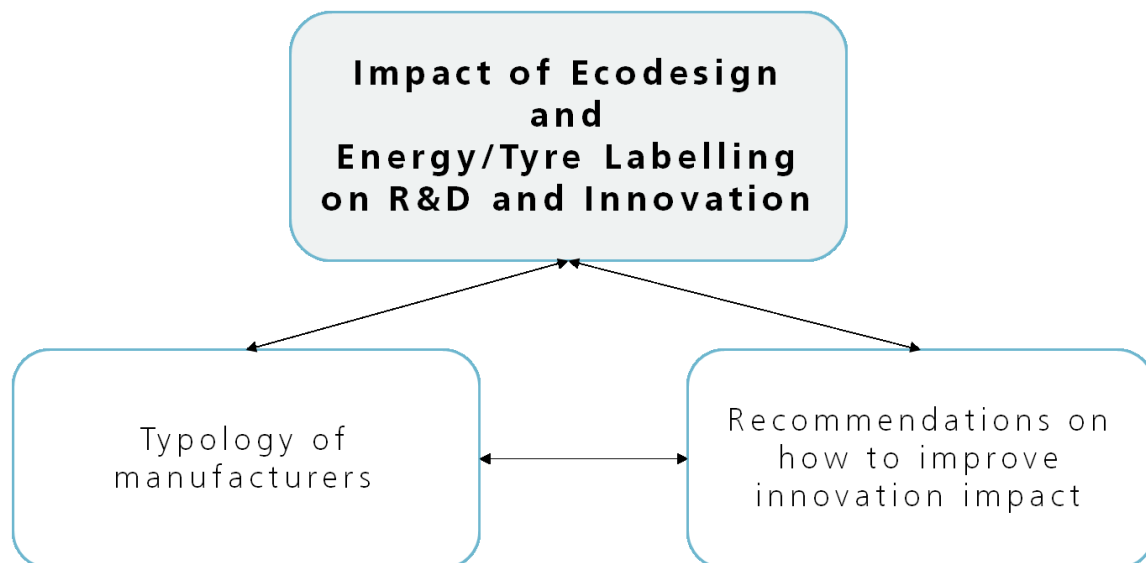 Impact of Ecodesign
and
Energy/Tyre Labelling
on R&D and Innovation
Typology of
manufacturers
Recommendations on
how to improve
innovation impact